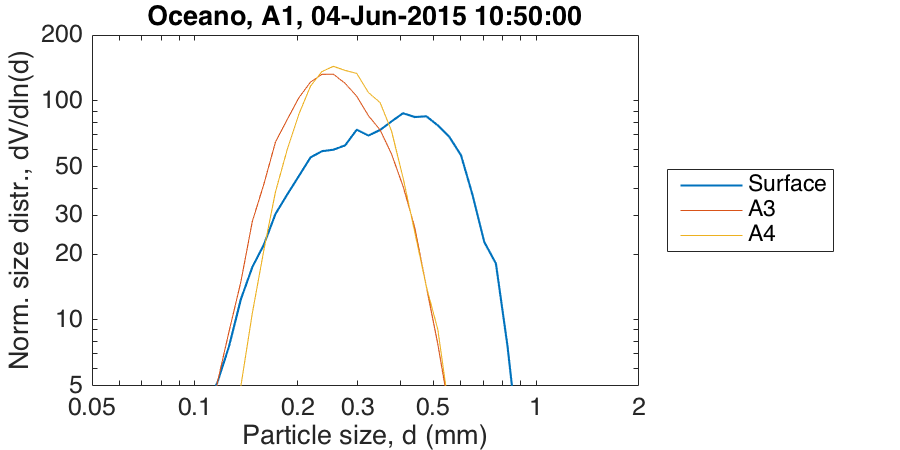 Oceano, A1, 04-Jun-2015 10:50:00
Norm. size distr., dV/dln(d)
200
100
50
30
20
10
5
0.05
0.1
0.2
0.3
0.5
1
2
Particle size, d (mm)
Surface
A3
A4